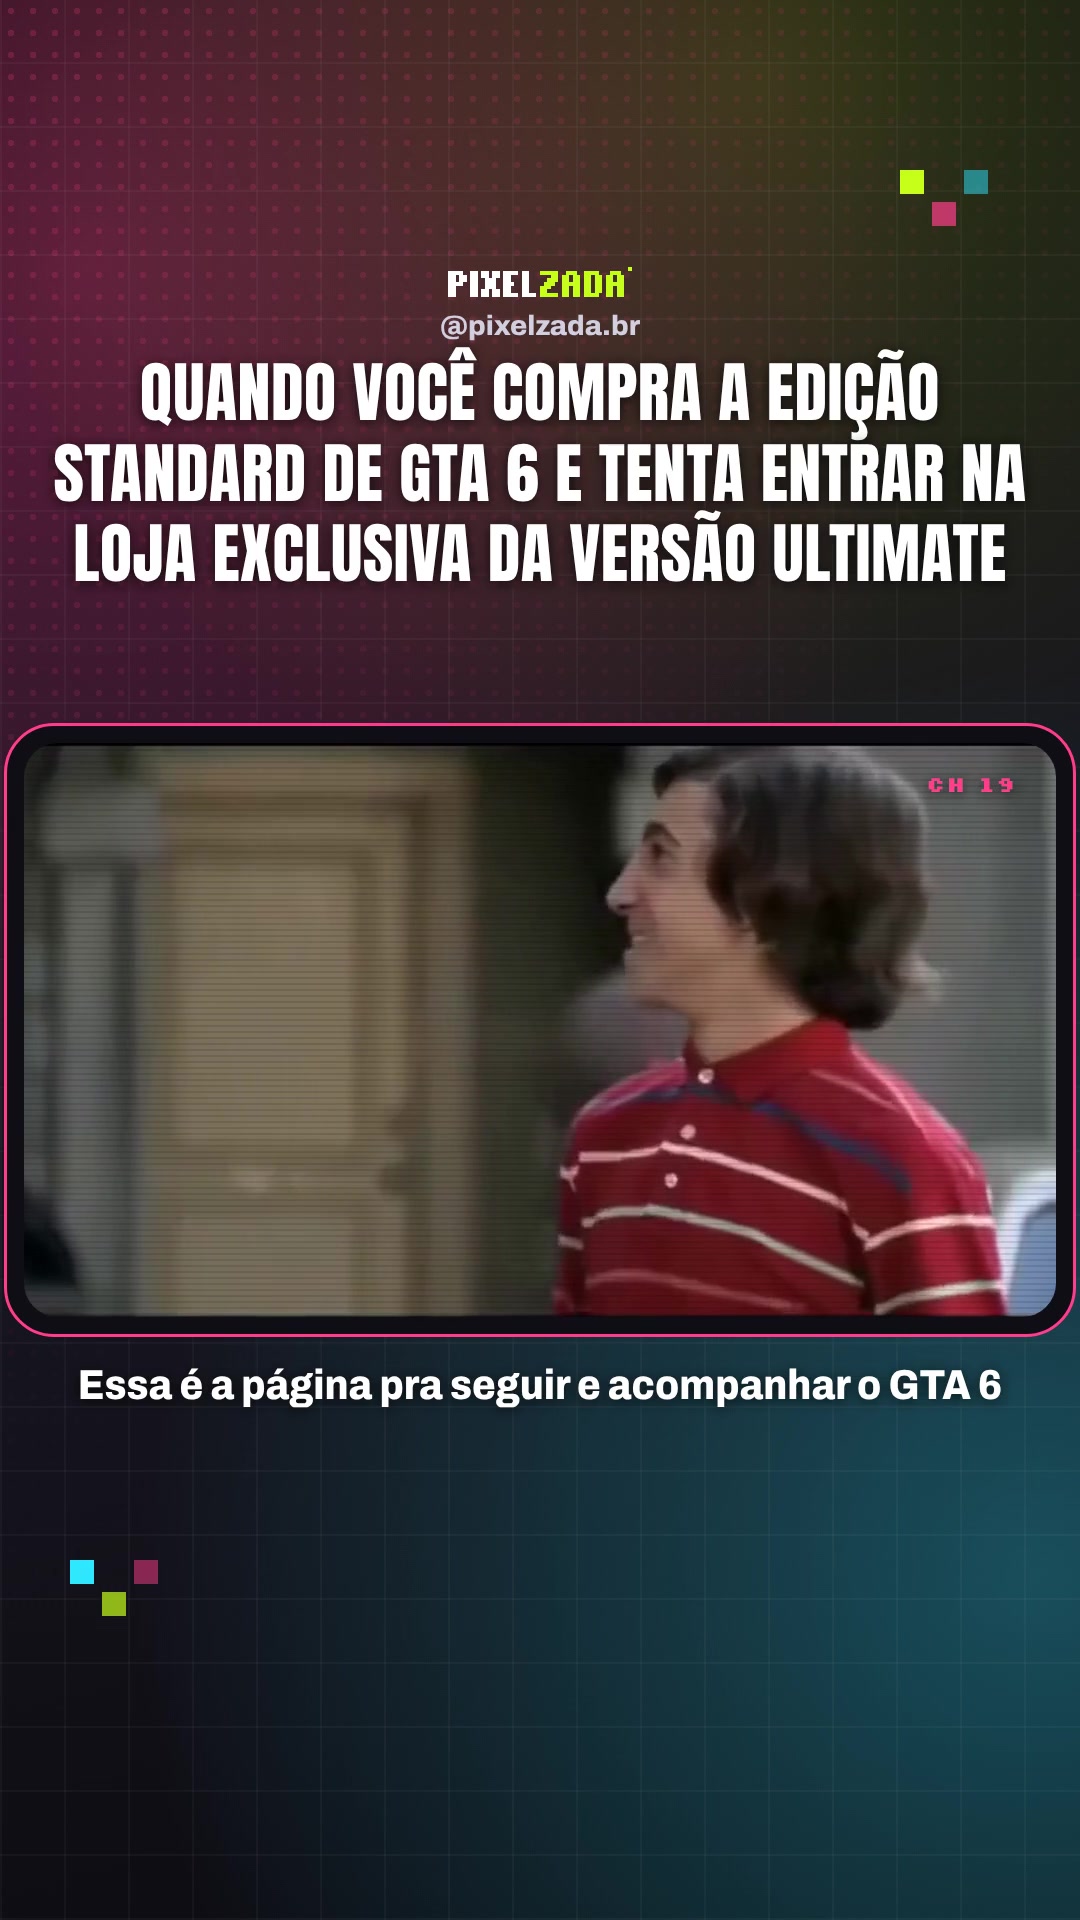 PIXELZADA
@pixelzada.br
QUANDO VOCÊ COMPRA A EDIÇÃO
STANDARD DE GTA 6 E TENTA ENTRAR NA
LOJA EXCLUSIVA DA VERSÃO ULTIMATE
CH 19
Essa é a página pra seguir e acompanhar o GTA 6